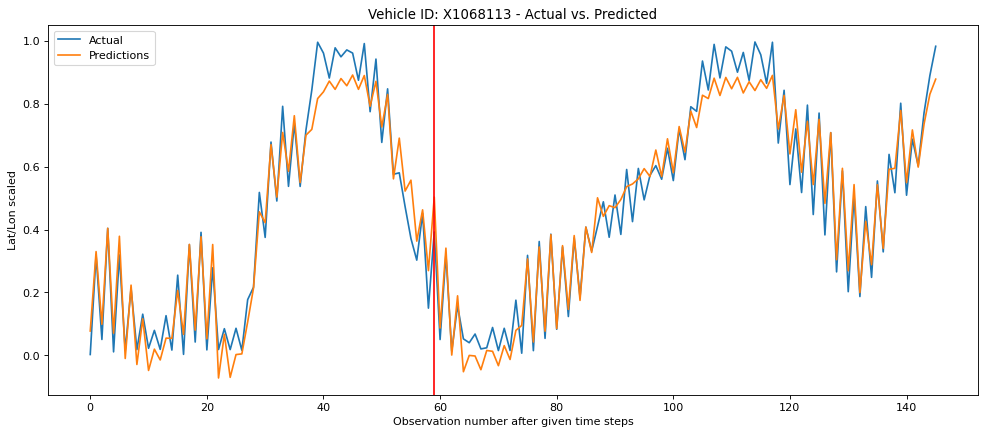 Vehicle ID: X1068113 - Actual vs. Predicted
Actual
Predictions
Lat/Lon scaled
1.0
0.8
0.6
0.4
0.2
0.0
0 20 40 60 80 100 120 140
Observation number after given time steps